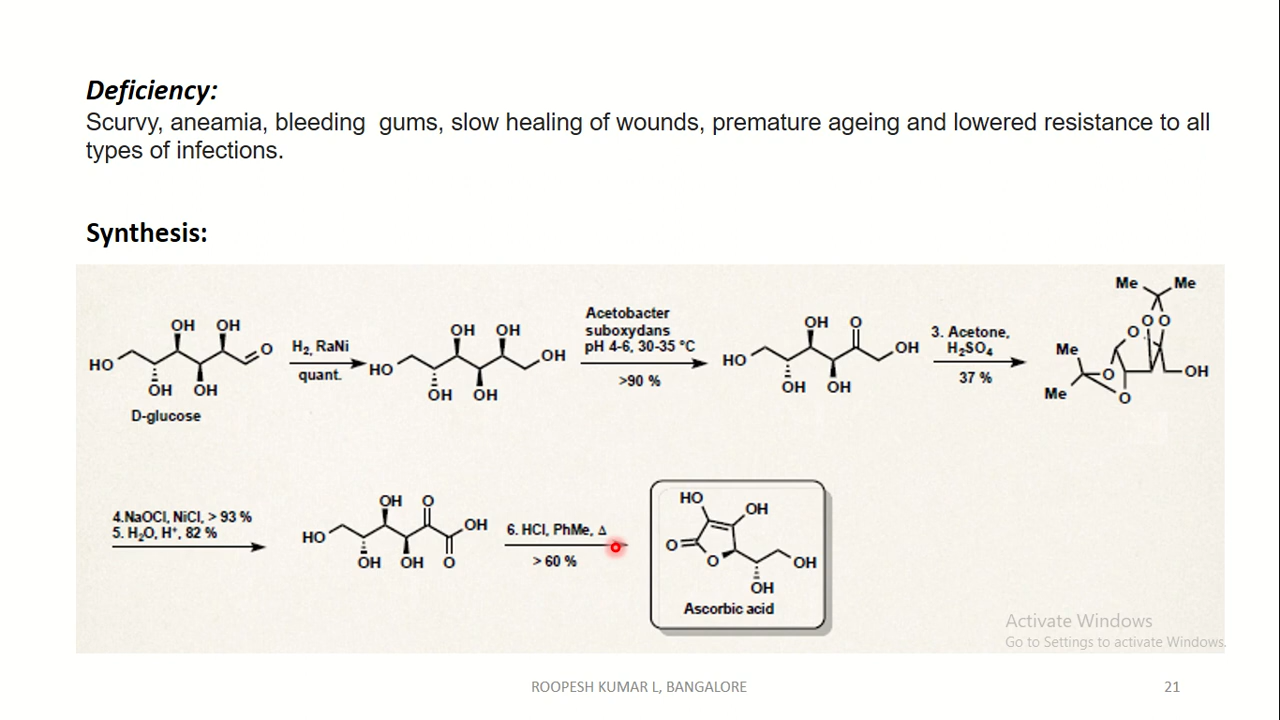 Deficiency:
Scurvy, aneamia, bleeding  gums, slow healing of wounds, premature ageing and lowered resistance to all
types of infections.
Synthesis:
HO OH OH O OH OH
D-glucose
H₂, RaNi
quant.
HO OH OH OH OH OH
Acetobacter
suboxydans
pH 4-6, 30-35 °C
>90 %
HO OH O OH OH OH
3. Acetone,
H₂SO₄
37 %
Me Me
O O O
Me O OH
Me O
4.NaOCl, NiCl, > 93 %
5. H₂O, H⁺, 82 %
HO OH O OH OH OH O
6. HCl, PhMe, Δ
> 60 %
HO OH
O O OH
OH
Ascorbic acid
Activate Windows
Go to Settings to activate Windows.
ROOPESH KUMAR L, BANGALORE
21